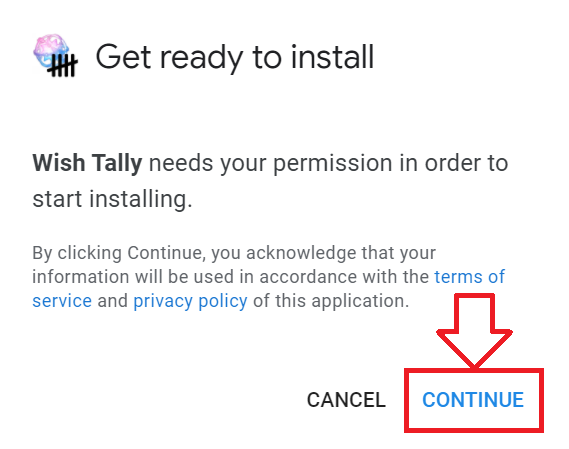 Get ready to install
Wish Tally needs your permission in order to
start installing.
By clicking Continue, you acknowledge that your
information will be used in accordance with the terms of
service and privacy policy of this application.
CANCEL CONTINUE